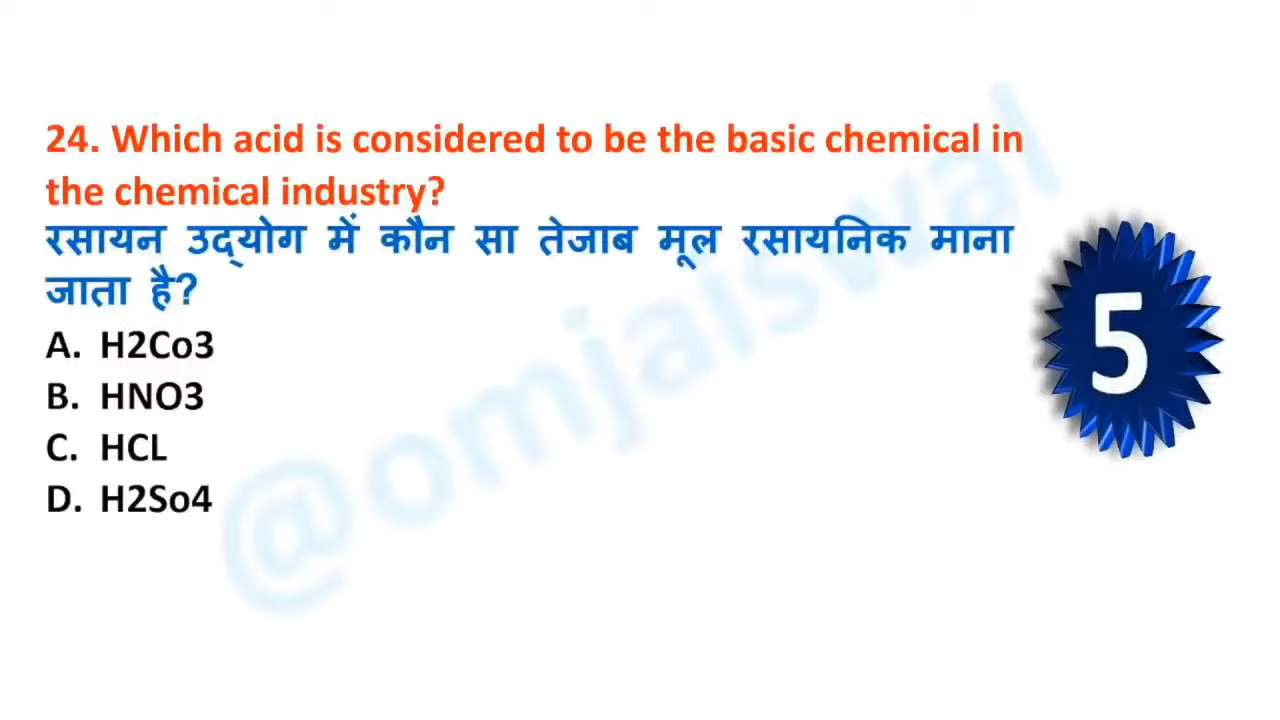 24. Which acid is considered to be the basic chemical in
the chemical industry?
रसायन उद्योग में कौन सा तेजाब मूल रसायनिक माना
जाता है?
A. H2Co3
B. HNO3
C. HCL
D. H2So4
5
@omjaiswal